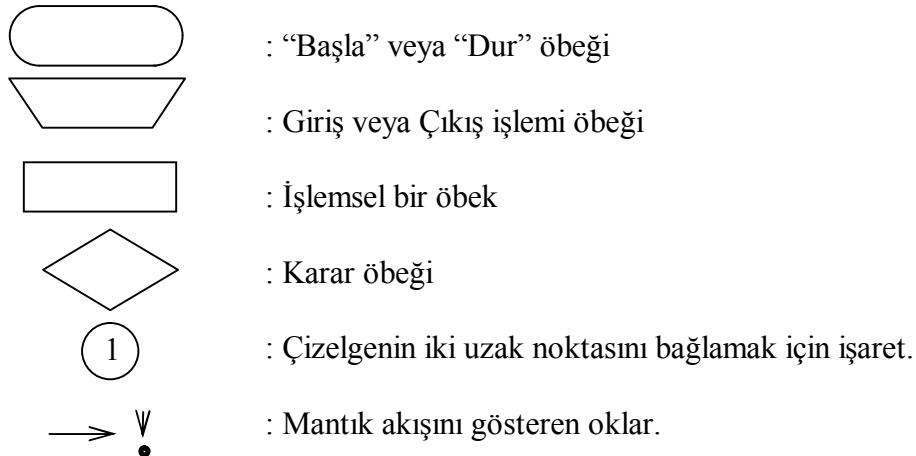 : “Başla” veya “Dur” öbeği
: Giriş veya Çıkış işlemi öbeği
: İşlemsel bir öbek
: Karar öbeği
1 : Çizelgenin iki uzak noktasını bağlamak için işaret.
: Mantık akışını gösteren oklar.